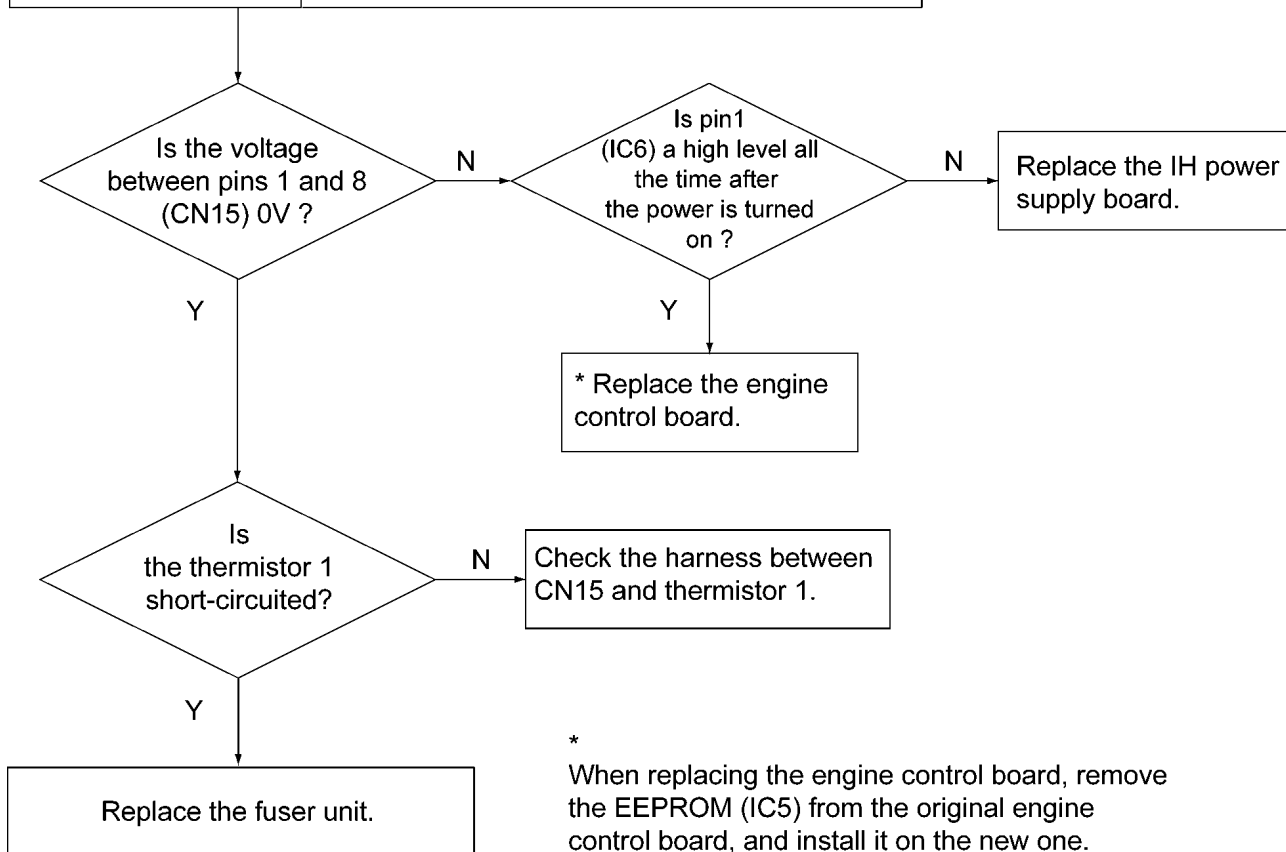 Is the voltage
between pins 1 and 8
(CN15) 0V ?
N
Is pin1
(IC6) a high level all
the time after
the power is turned
on ?
N
Replace the IH power
supply board.
Y
Y
* Replace the engine
control board.
Is
the thermistor 1
short-circuited?
N
Check the harness between
CN15 and thermistor 1.
Y
Replace the fuser unit.
*
When replacing the engine control board, remove
the EEPROM (IC5) from the original engine
control board, and install it on the new one.